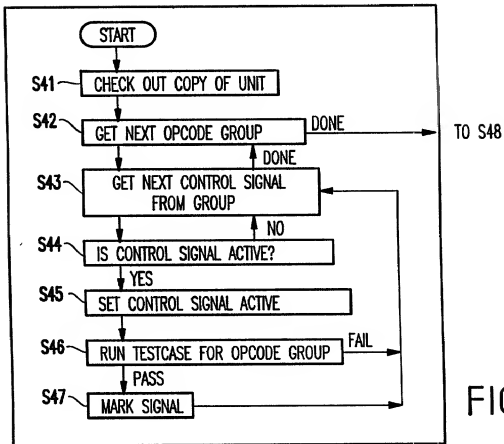 START
S41 CHECK OUT COPY OF UNIT
S42 GET NEXT OPCODE GROUP DONE TO S48
DONE
S43 GET NEXT CONTROL SIGNAL
FROM GROUP
NO
S44 IS CONTROL SIGNAL ACTIVE?
YES
S45 SET CONTROL SIGNAL ACTIVE
S46 RUN TESTCASE FOR OPCODE GROUP FAIL
PASS
S47 MARK SIGNAL
FIG